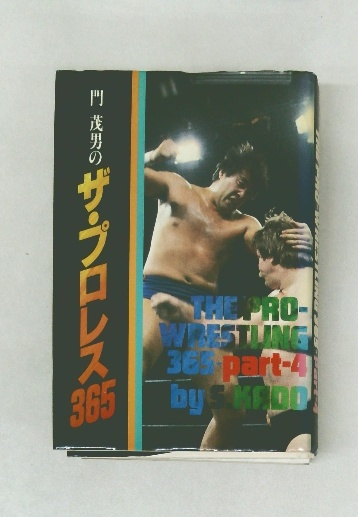 門 茂男の
ザ・プロレス
365
THE PRO-
WRESTLING
365·part-4
by S·KADO